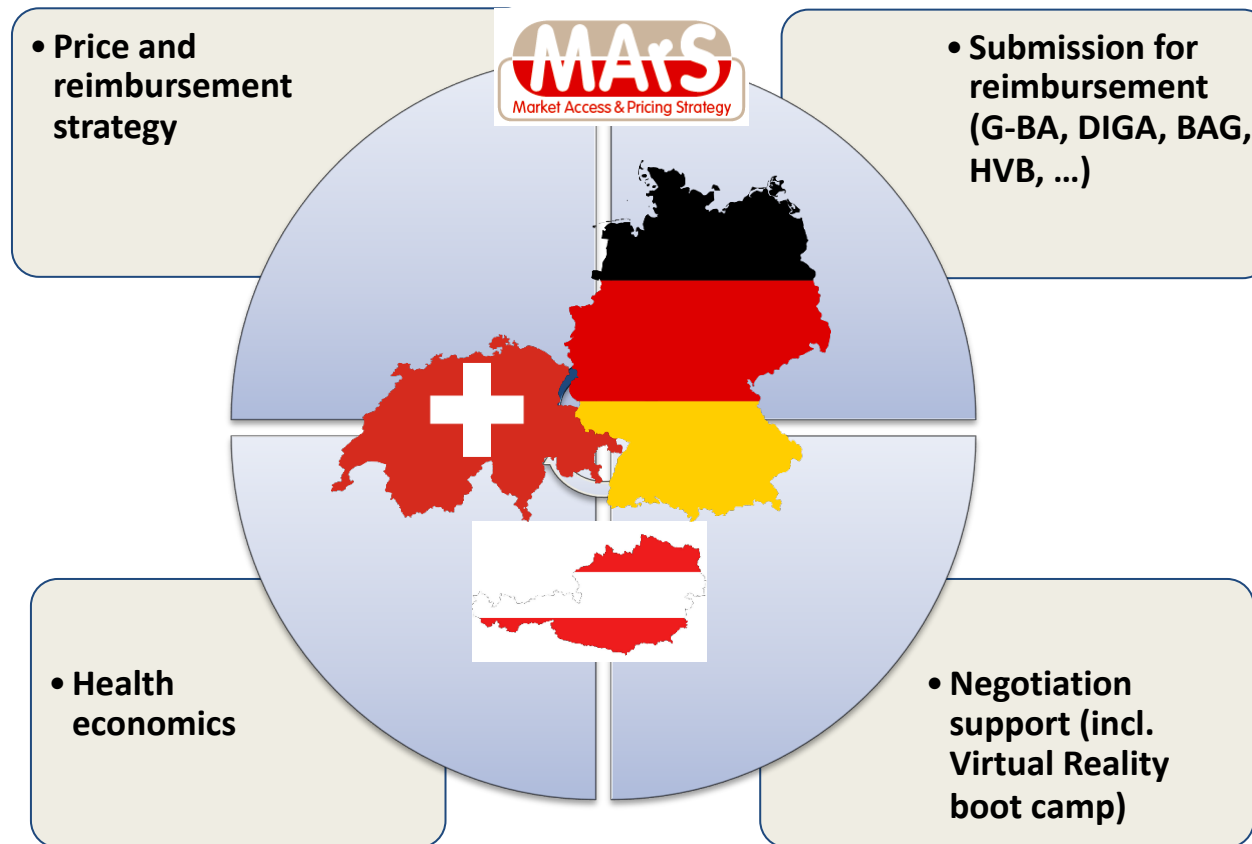 MArS
Market Access & Pricing Strategy
• Price and
reimbursement
strategy
• Submission for
reimbursement
(G-BA, DIGA, BAG,
HVB, ...)
• Health
economics
• Negotiation
support (incl.
Virtual Reality
boot camp)